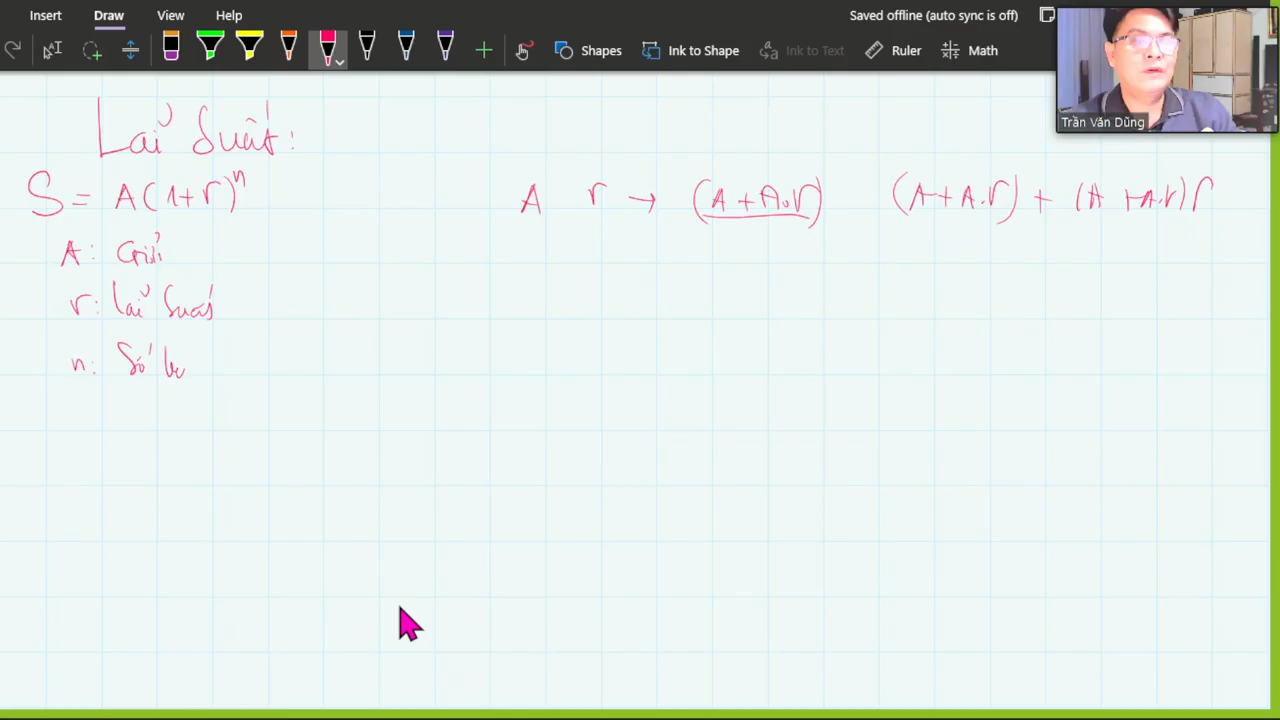 Insert Draw View Help Saved offline (auto sync is off)
Shapes Ink to Shape Ink to Text Ruler Math
Trần Văn Dũng
Lãi Suất:
S = A(1+r)^n A r → (A + A.r) (A+A.r) + (A+A.r)r
A: Gửi
r: lãi Suất
n: Số